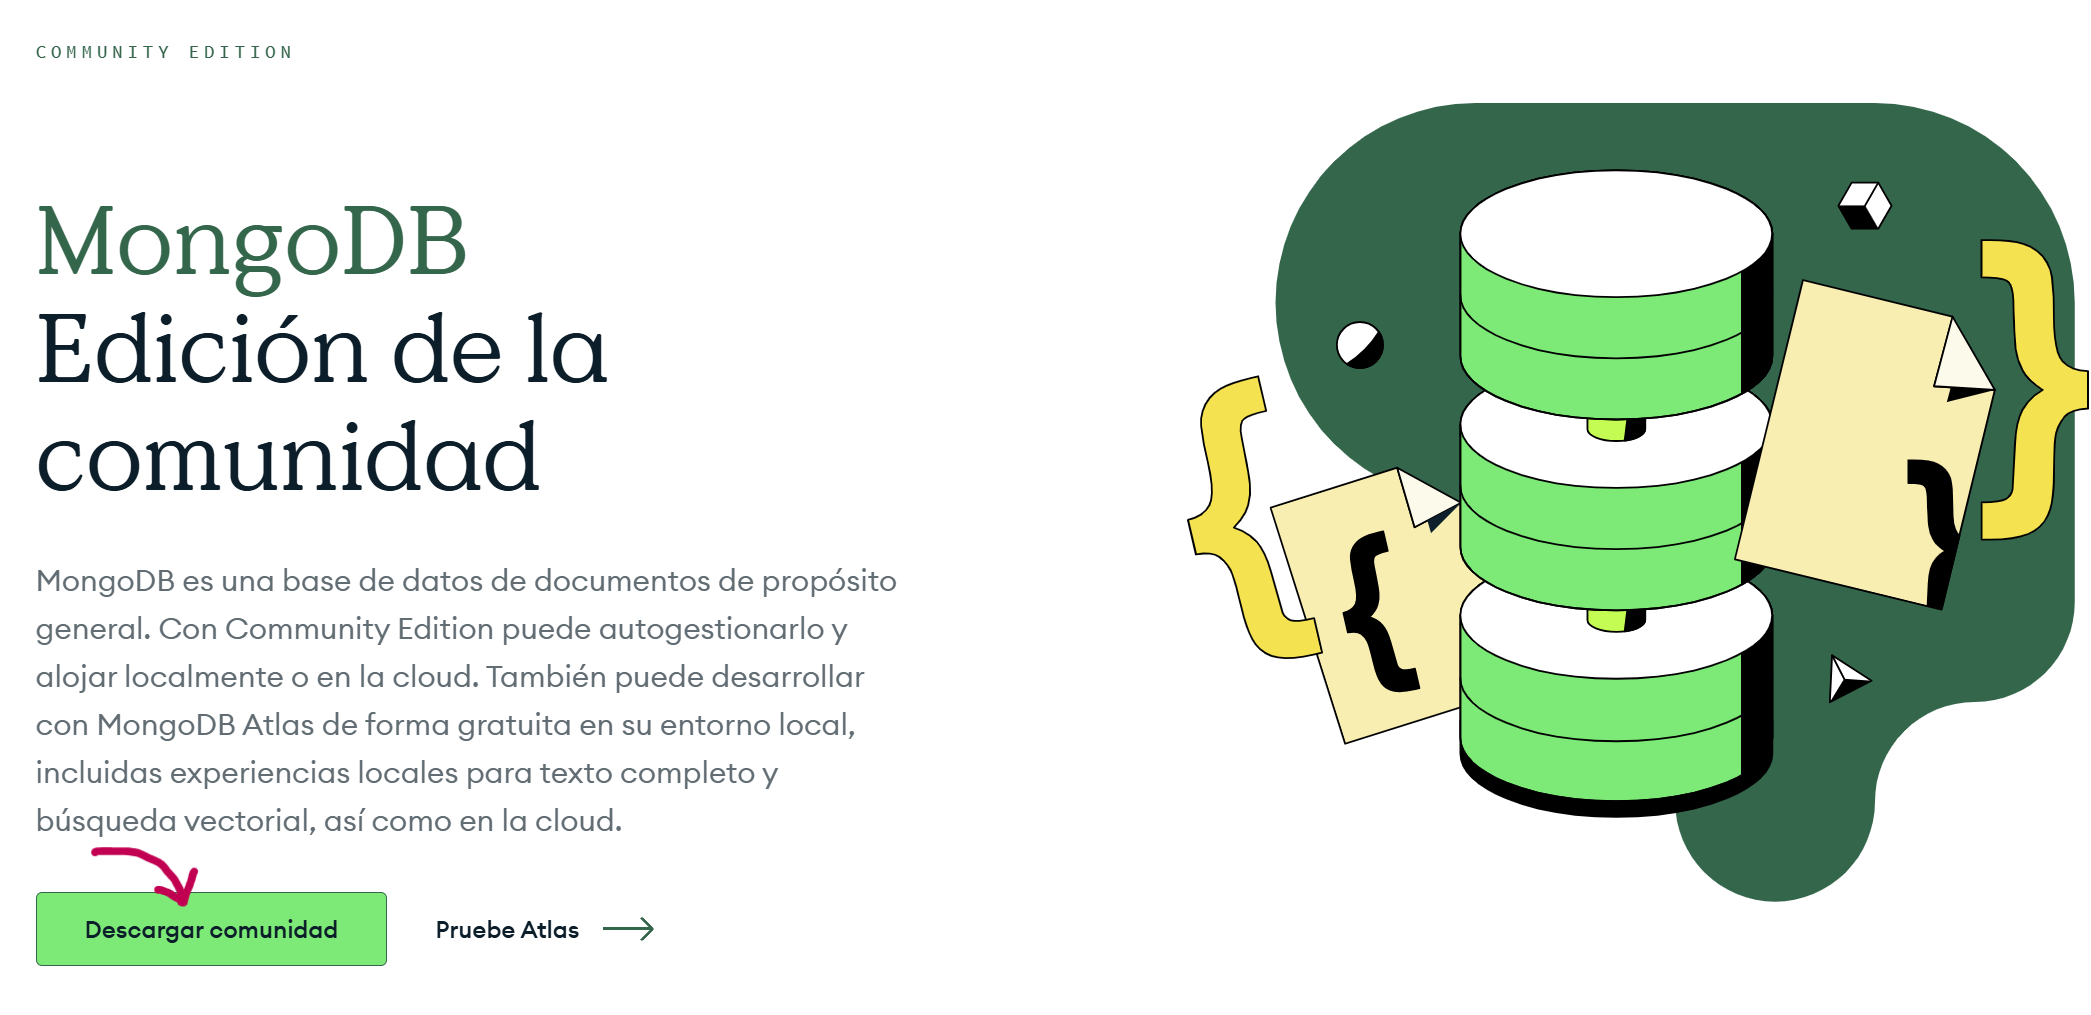 COMMUNITY EDITION
MongoDB
Edición de la
comunidad
MongoDB es una base de datos de documentos de propósito
general. Con Community Edition puede autogestionarlo y
alojar localmente o en la cloud. También puede desarrollar
con MongoDB Atlas de forma gratuita en su entorno local,
incluidas experiencias locales para texto completo y
búsqueda vectorial, así como en la cloud.
Descargar comunidad
Pruebe Atlas